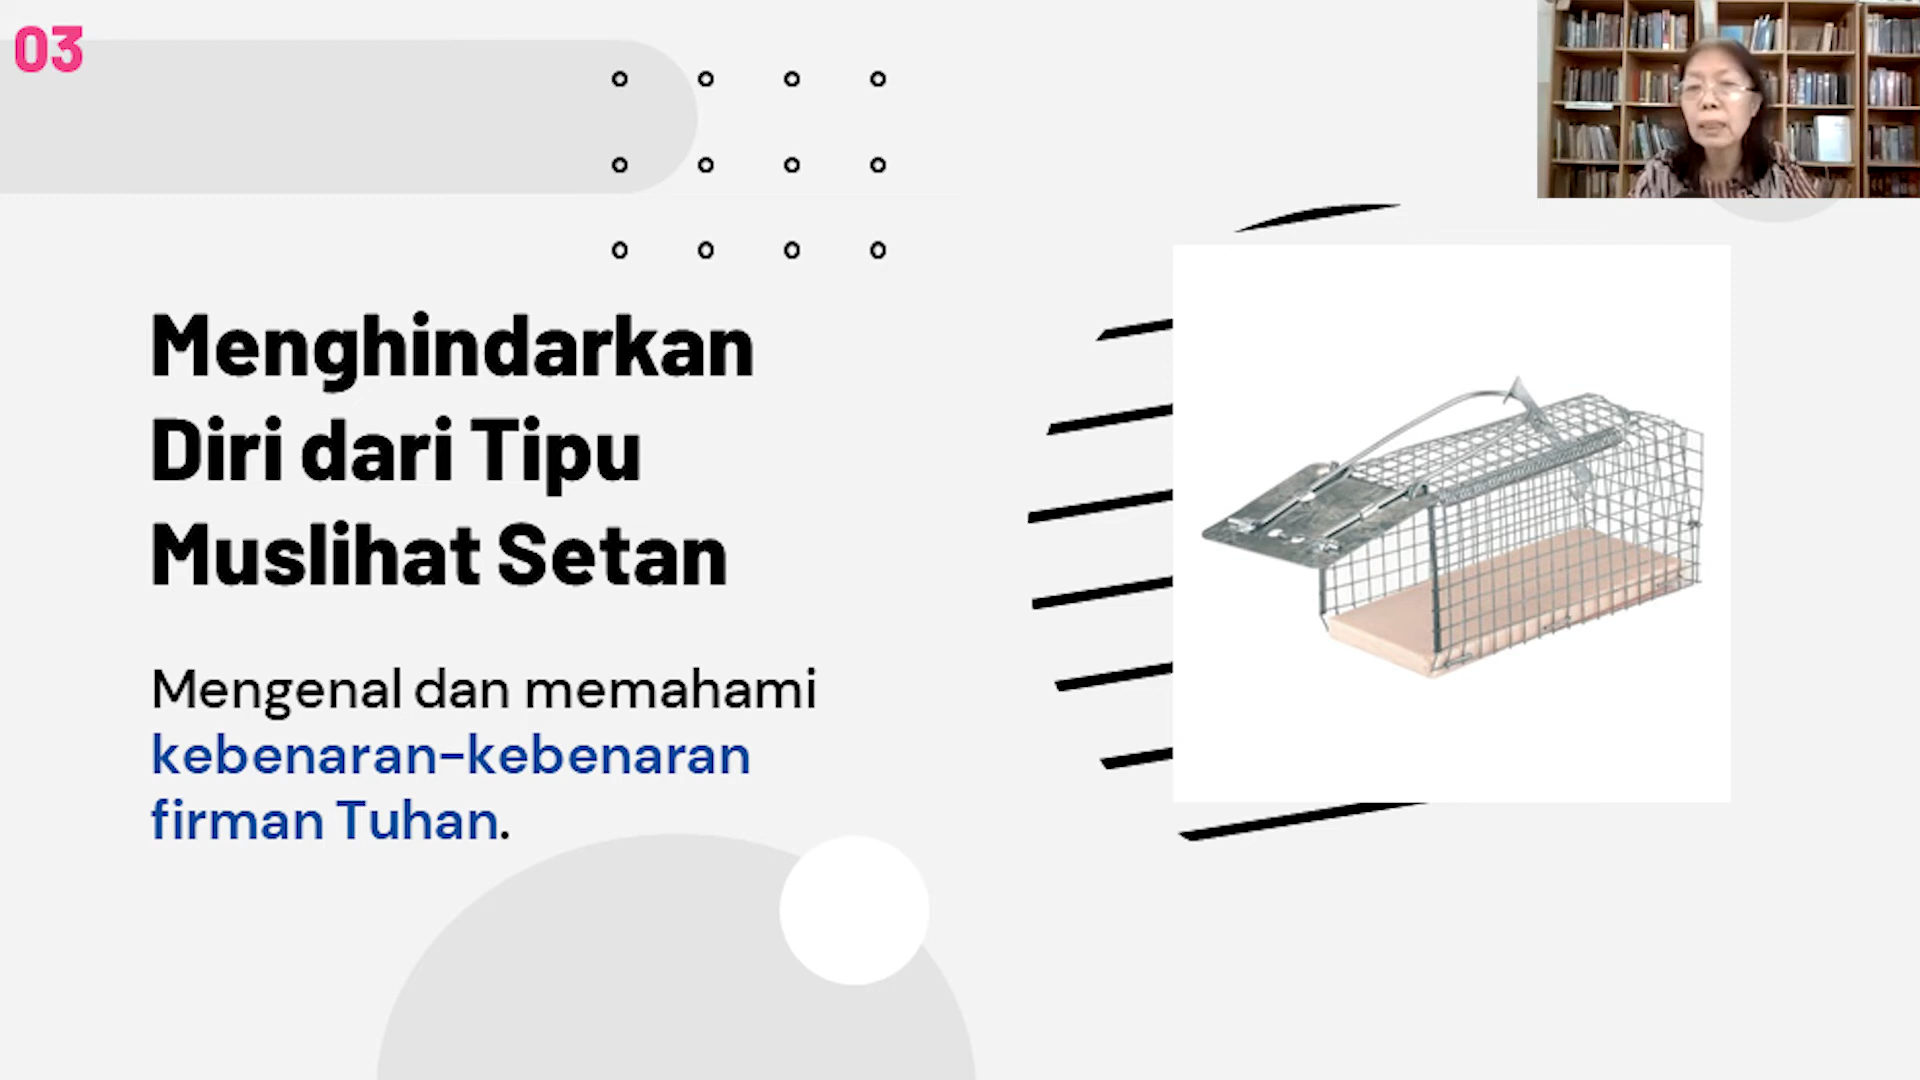 03
Menghindarkan
Diri dari Tipu
Muslihat Setan
Mengenal dan memahami
kebenaran-kebenaran
firman Tuhan.